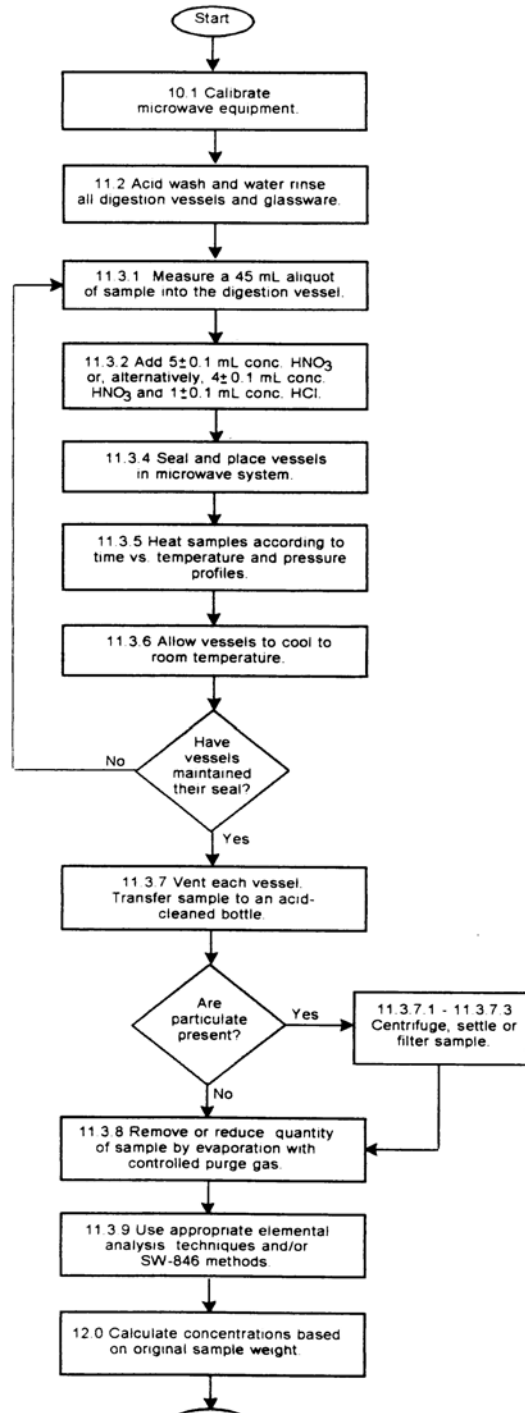 Start
10.1 Calibrate
microwave equipment.
11.2 Acid wash and water rinse
all digestion vessels and glassware.
11.3.1 Measure a 45 mL aliquot
of sample into the digestion vessel.
11.3.2 Add 5±0.1 mL conc. HNO3
or, alternatively, 4±0.1 mL conc.
HNO3 and 1±0.1 mL conc. HCl.
11.3.4 Seal and place vessels
in microwave system.
11.3.5 Heat samples according to
time vs. temperature and pressure
profiles.
11.3.6 Allow vessels to cool to
room temperature.
Have
vessels
maintained
their seal?
No
Yes
11.3.7 Vent each vessel.
Transfer sample to an acid-
cleaned bottle.
Are
particulate
present?
Yes
11.3.7.1 - 11.3.7.3
Centrifuge, settle or
filter sample.
No
11.3.8 Remove or reduce quantity
of sample by evaporation with
controlled purge gas.
11.3.9 Use appropriate elemental
analysis techniques and/or
SW-846 methods.
12.0 Calculate concentrations based
on original sample weight.